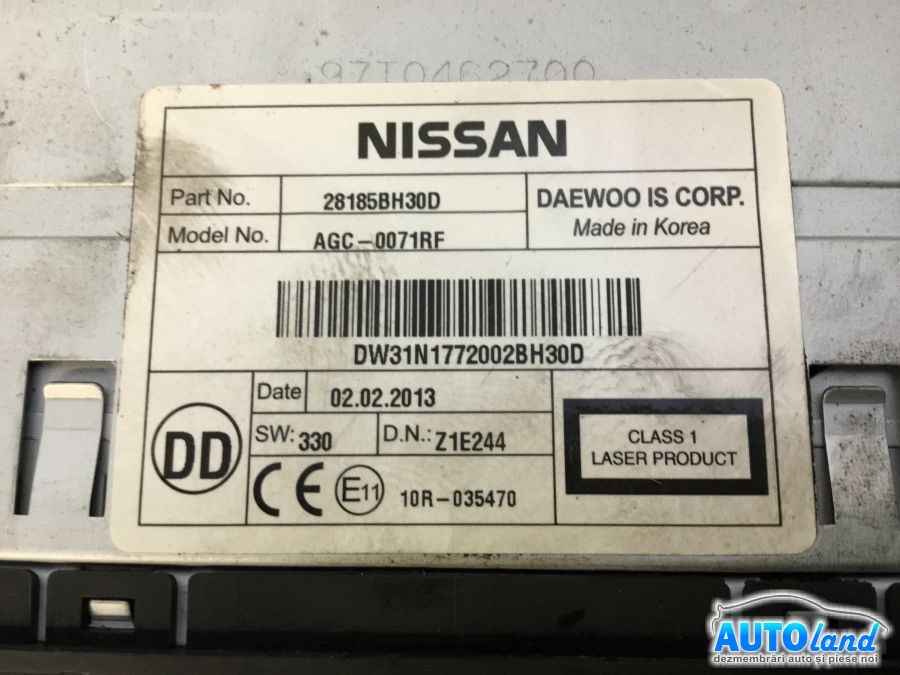 97T0462700
NISSAN
Part No. 28185BH30D
DAEWOO IS CORP.
Made in Korea
Model No. AGC-0071RF
DW31N1772002BH30D
DD
Date 02.02.2013
SW: 330 D.N.: Z1E244
CE E11 10R-035470
CLASS 1
LASER PRODUCT
AUTOland
dezmembrări auto și piese noi